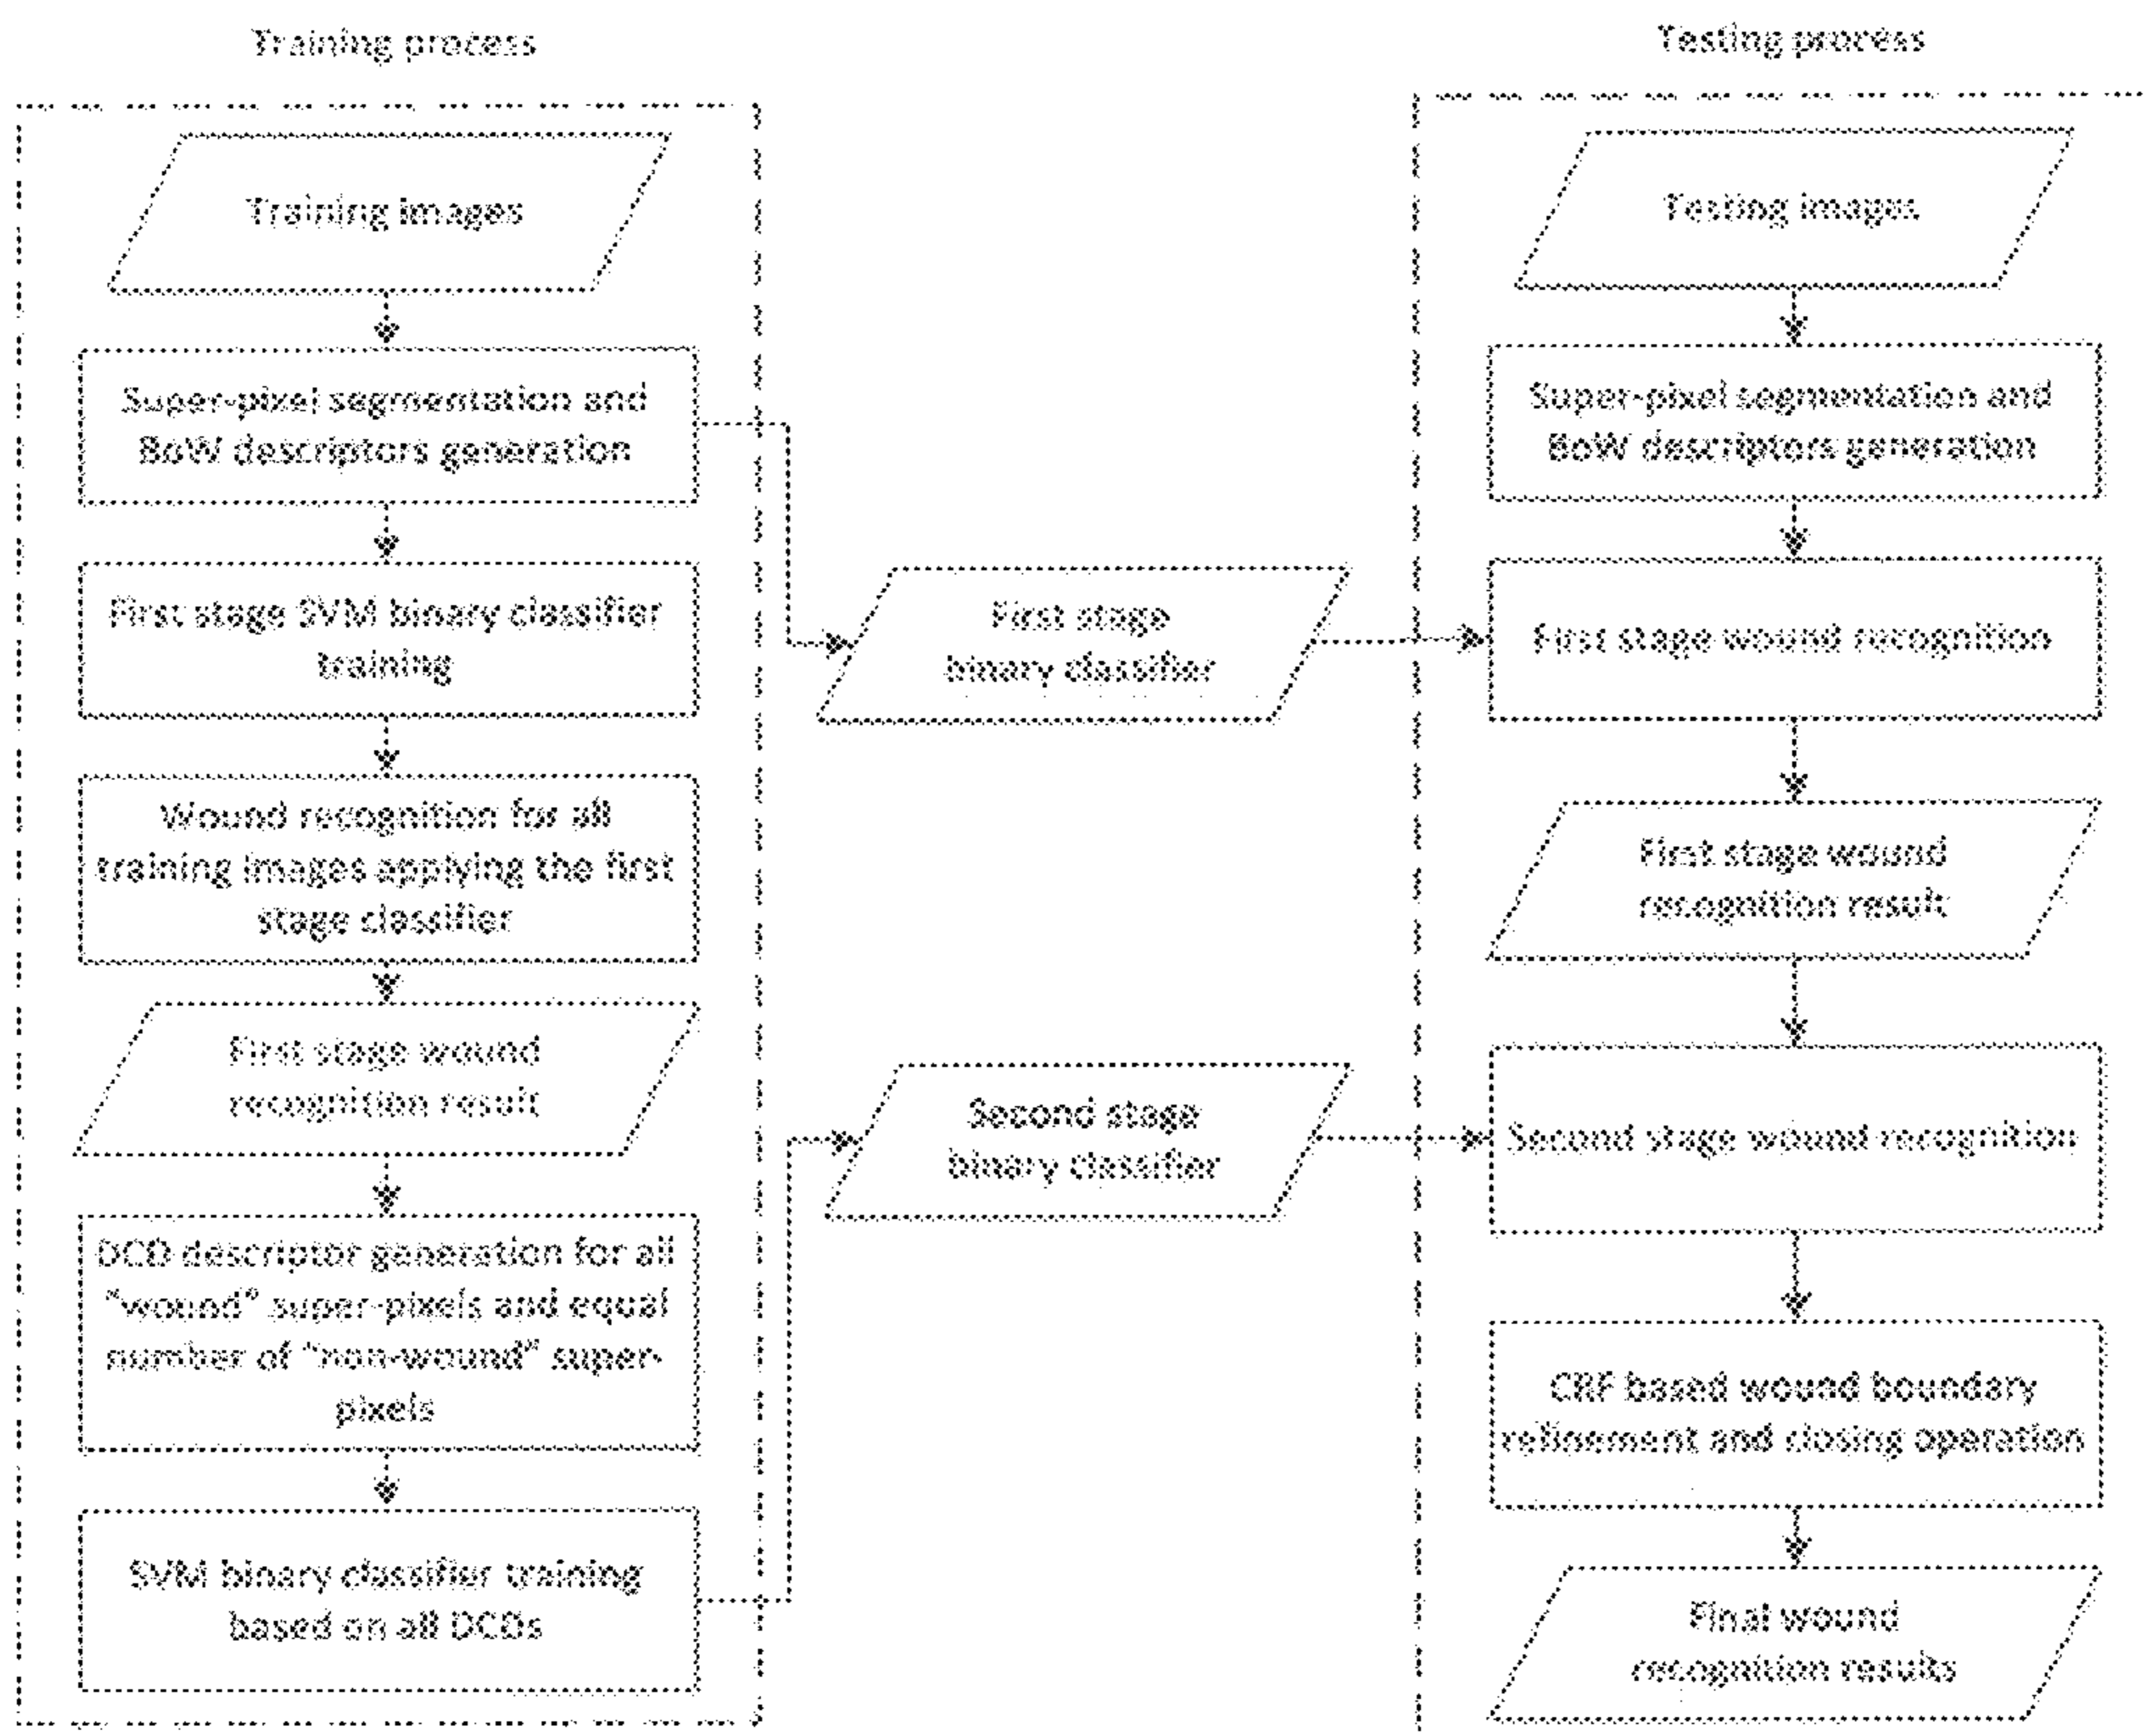 Training process
Training images
Super-pixel segmentation and
BoW descriptors generation
First stage SVM binary classifier
training
Wound recognition for all
training images applying the first
stage classifier
First stage wound
recognition result
DCD descriptor generation for all
"wound" super-pixels and equal
number of "non-wound" super-
pixels
SVM binary classifier training
based on all DCDs
First stage
binary classifier
Second stage
binary classifier
Testing process
Testing images
Super-pixel segmentation and
BoW descriptors generation
First stage wound recognition
First stage wound
recognition result
Second stage wound recognition
CRF based wound boundary
refinement and closing operation
Final wound
recognition results